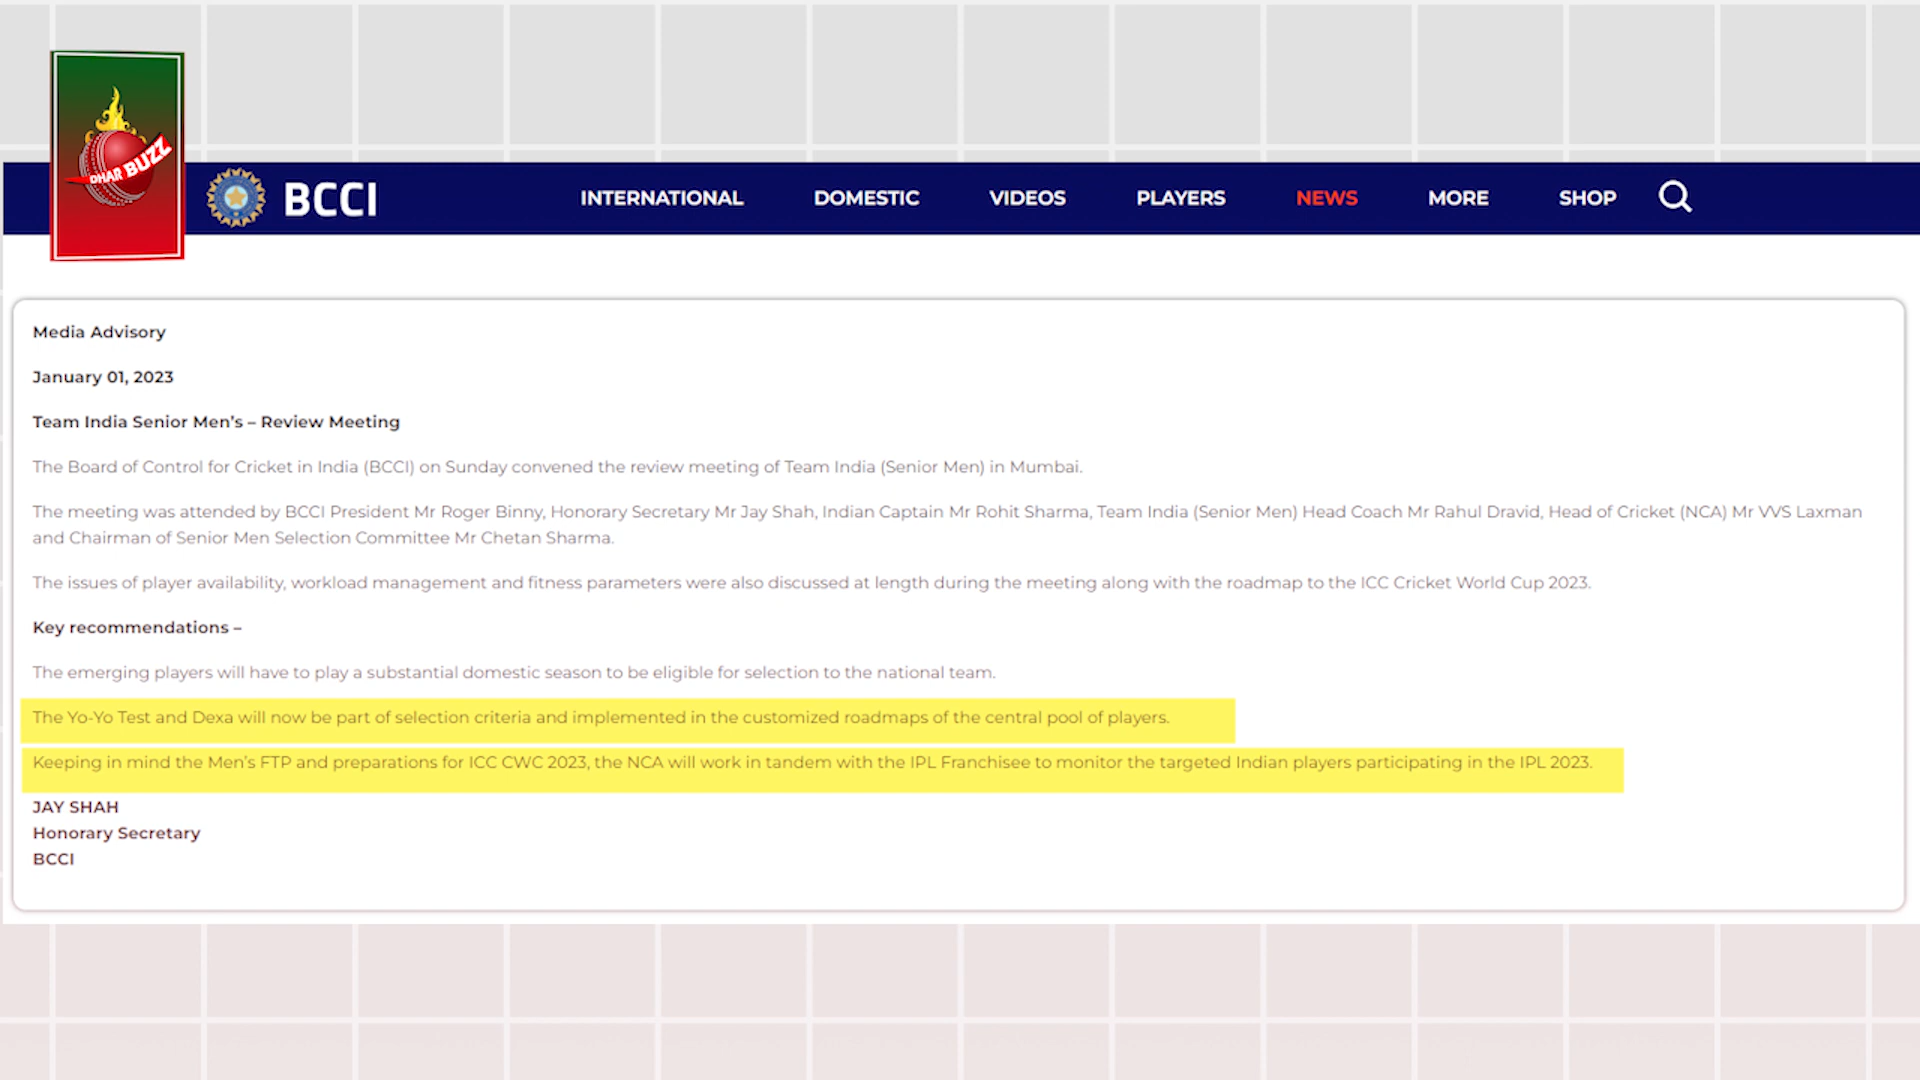 DHAR BUZZ
BCCI INTERNATIONAL DOMESTIC VIDEOS PLAYERS NEWS MORE SHOP
Media Advisory
January 01, 2023
Team India Senior Men's – Review Meeting
The Board of Control for Cricket in India (BCCI) on Sunday convened the review meeting of Team India (Senior Men) in Mumbai.
The meeting was attended by BCCI President Mr Roger Binny, Honorary Secretary Mr Jay Shah, Indian Captain Mr Rohit Sharma, Team India (Senior Men) Head Coach Mr Rahul Dravid, Head of Cricket (NCA) Mr VVS Laxman
and Chairman of Senior Men Selection Committee Mr Chetan Sharma.
The issues of player availability, workload management and fitness parameters were also discussed at length during the meeting along with the roadmap to the ICC Cricket World Cup 2023.
Key recommendations –
The emerging players will have to play a substantial domestic season to be eligible for selection to the national team.
The Yo-Yo Test and Dexa will now be part of selection criteria and implemented in the customized roadmaps of the central pool of players.
Keeping in mind the Men's FTP and preparations for ICC CWC 2023, the NCA will work in tandem with the IPL Franchisee to monitor the targeted Indian players participating in the IPL 2023.
JAY SHAH
Honorary Secretary
BCCI